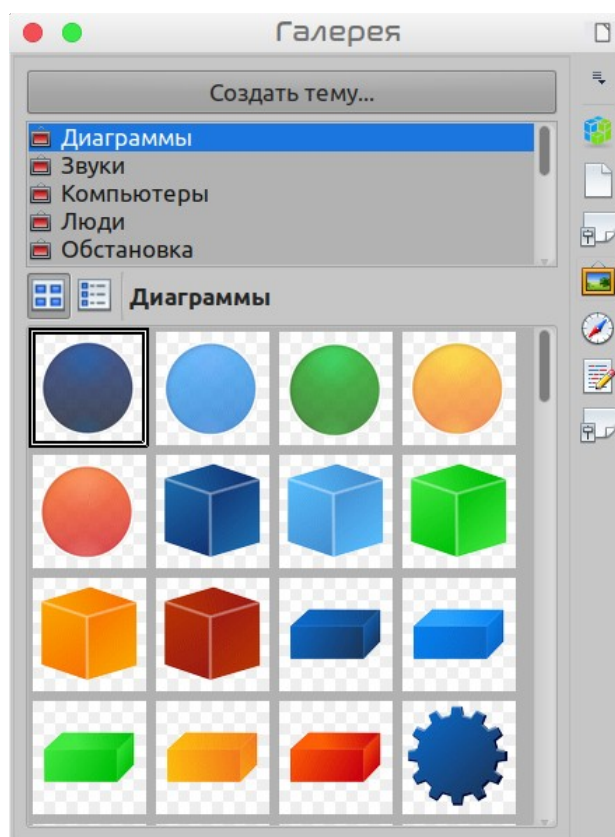 Галерея
Создать тему...
Диаграммы
Звуки
Компьютеры
Люди
Обстановка
Диаграммы